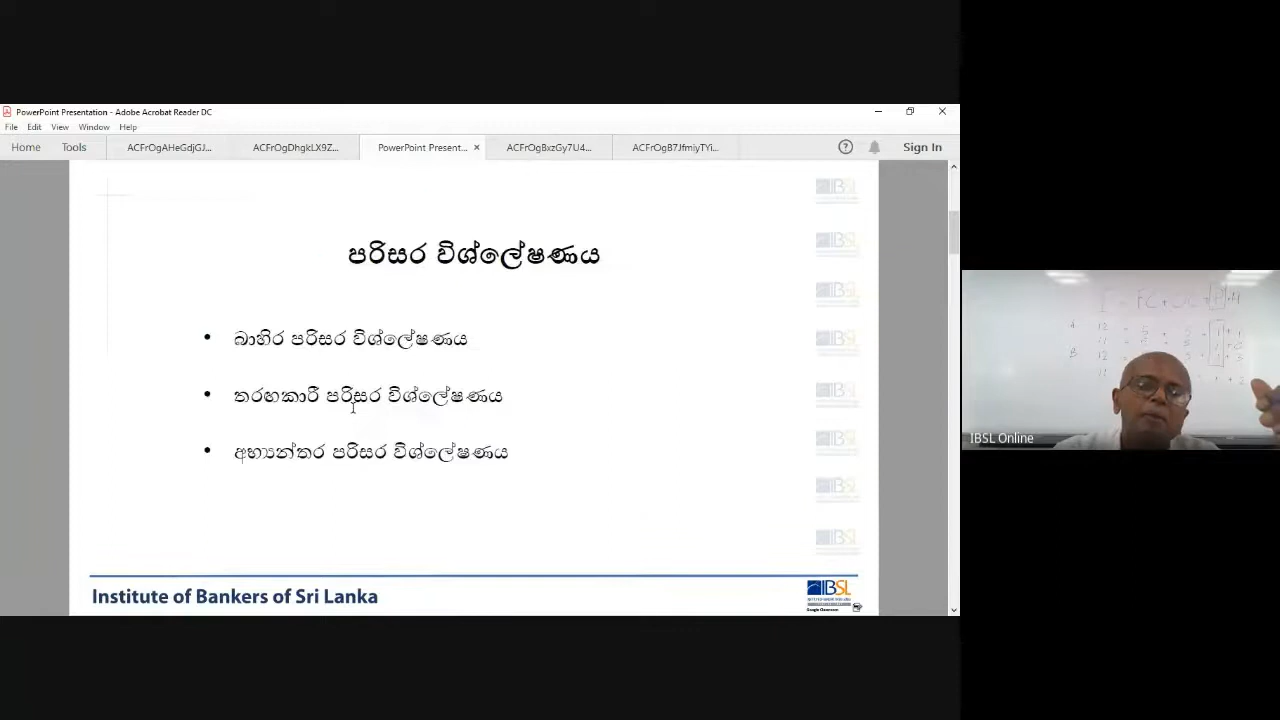 PowerPoint Presentation - Adobe Acrobat Reader DC
File Edit View Window Help
Home Tools ACFrOgAHeGdjGJ... ACFrOgDhgkLX9Z... PowerPoint Present... × ACFrOgBxzGy7U4... ACFrOgB7JfmiyTYi... Sign In
පරිසර විශ්ලේෂණය
• බාහිර පරිසර විශ්ලේෂණය
• තරඟකාරී පරිසර විශ්ලේෂණය
• අභ්‍යන්තර පරිසර විශ්ලේෂණය
Institute of Bankers of Sri Lanka
IBSL
IBSL Online